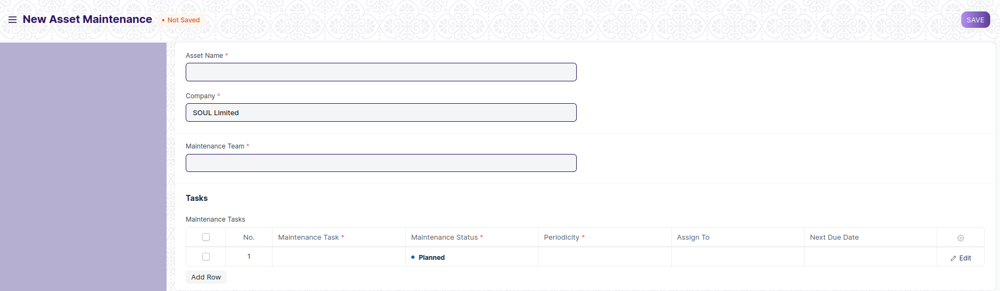 New Asset Maintenance • Not Saved SAVE
Asset Name *
Company *
SOUL Limited
Maintenance Team *
Tasks
Maintenance Tasks
No. Maintenance Task * Maintenance Status * Periodicity * Assign To Next Due Date
1 Planned Edit
Add Row